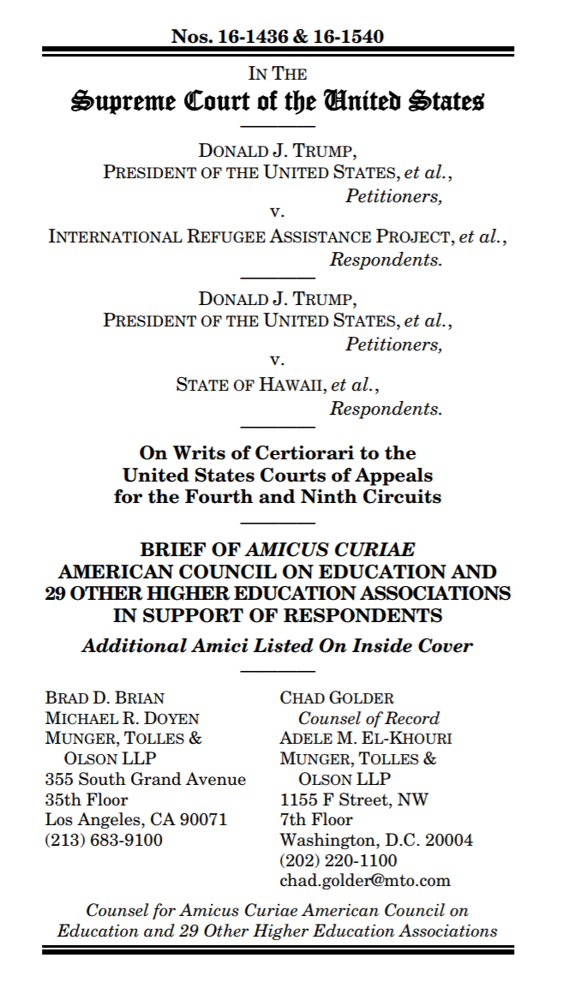 Nos. 16-1436 & 16-1540
IN THE
Supreme Court of the United States
DONALD J. TRUMP,
PRESIDENT OF THE UNITED STATES, et al.,
Petitioners,
v.
INTERNATIONAL REFUGEE ASSISTANCE PROJECT, et al.,
Respondents.
DONALD J. TRUMP,
PRESIDENT OF THE UNITED STATES, et al.,
Petitioners,
v.
STATE OF HAWAII, et al.,
Respondents.
On Writs of Certiorari to the
United States Courts of Appeals
for the Fourth and Ninth Circuits
BRIEF OF AMICUS CURIAE
AMERICAN COUNCIL ON EDUCATION AND
29 OTHER HIGHER EDUCATION ASSOCIATIONS
IN SUPPORT OF RESPONDENTS
Additional Amici Listed On Inside Cover
BRAD D. BRIAN
MICHAEL R. DOYEN
MUNGER, TOLLES &
OLSON LLP
355 South Grand Avenue
35th Floor
Los Angeles, CA 90071
(213) 683-9100
CHAD GOLDER
Counsel of Record
ADELE M. EL-KHOURI
MUNGER, TOLLES &
OLSON LLP
1155 F Street, NW
7th Floor
Washington, D.C. 20004
(202) 220-1100
chad.golder@mto.com
Counsel for Amicus Curiae American Council on
Education and 29 Other Higher Education Associations